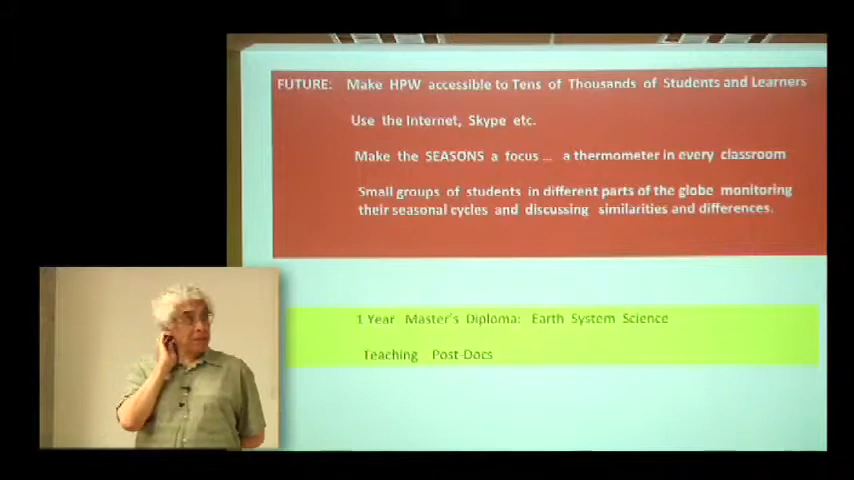 FUTURE: Make HPW accessible to Tens of Thousands of Students and Learners
Use the Internet, Skype etc.
Make the SEASONS a focus ... a thermometer in every classroom
Small groups of students in different parts of the globe monitoring
their seasonal cycles and discussing similarities and differences.
1 Year Master's Diploma: Earth System Science
Teaching Post-Docs